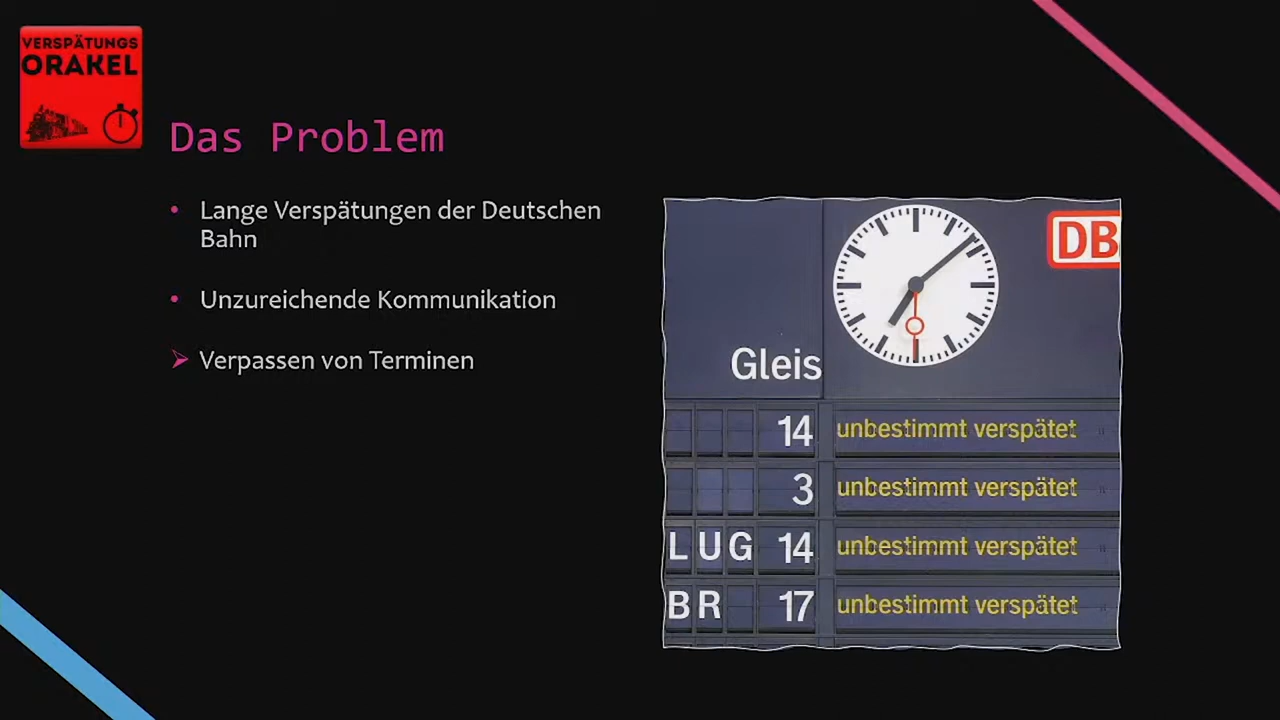 VERSPÄTUNGS
ORAKEL
Das Problem
• Lange Verspätungen der Deutschen
Bahn
• Unzureichende Kommunikation
➢ Verpassen von Terminen
DB
Gleis
14 unbestimmt verspätet
3 unbestimmt verspätet
LUG 14 unbestimmt verspätet
BR 17 unbestimmt verspätet